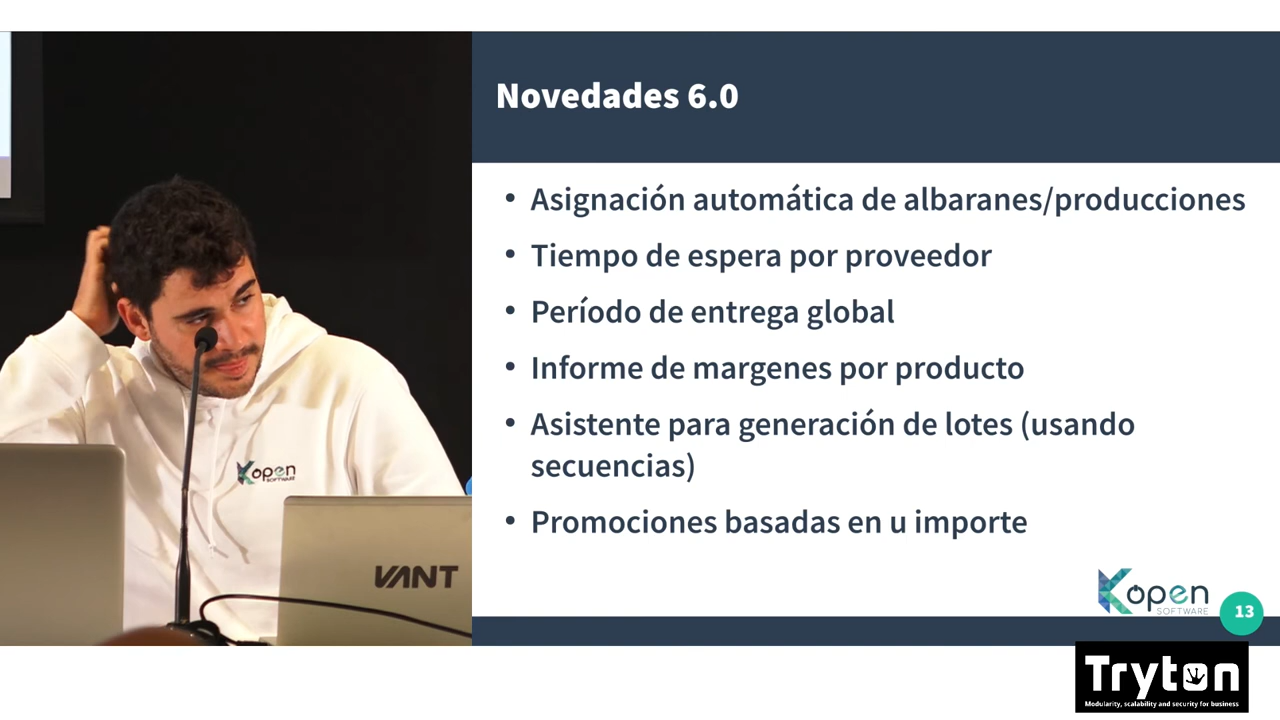 Novedades 6.0
• Asignación automática de albaranes/producciones
• Tiempo de espera por proveedor
• Período de entrega global
• Informe de margenes por producto
• Asistente para generación de lotes (usando
secuencias)
• Promociones basadas en u importe
Kopen
SOFTWARE
VANT
Kopen
SOFTWARE
13
Tryton
Modularity, scalability and security for business